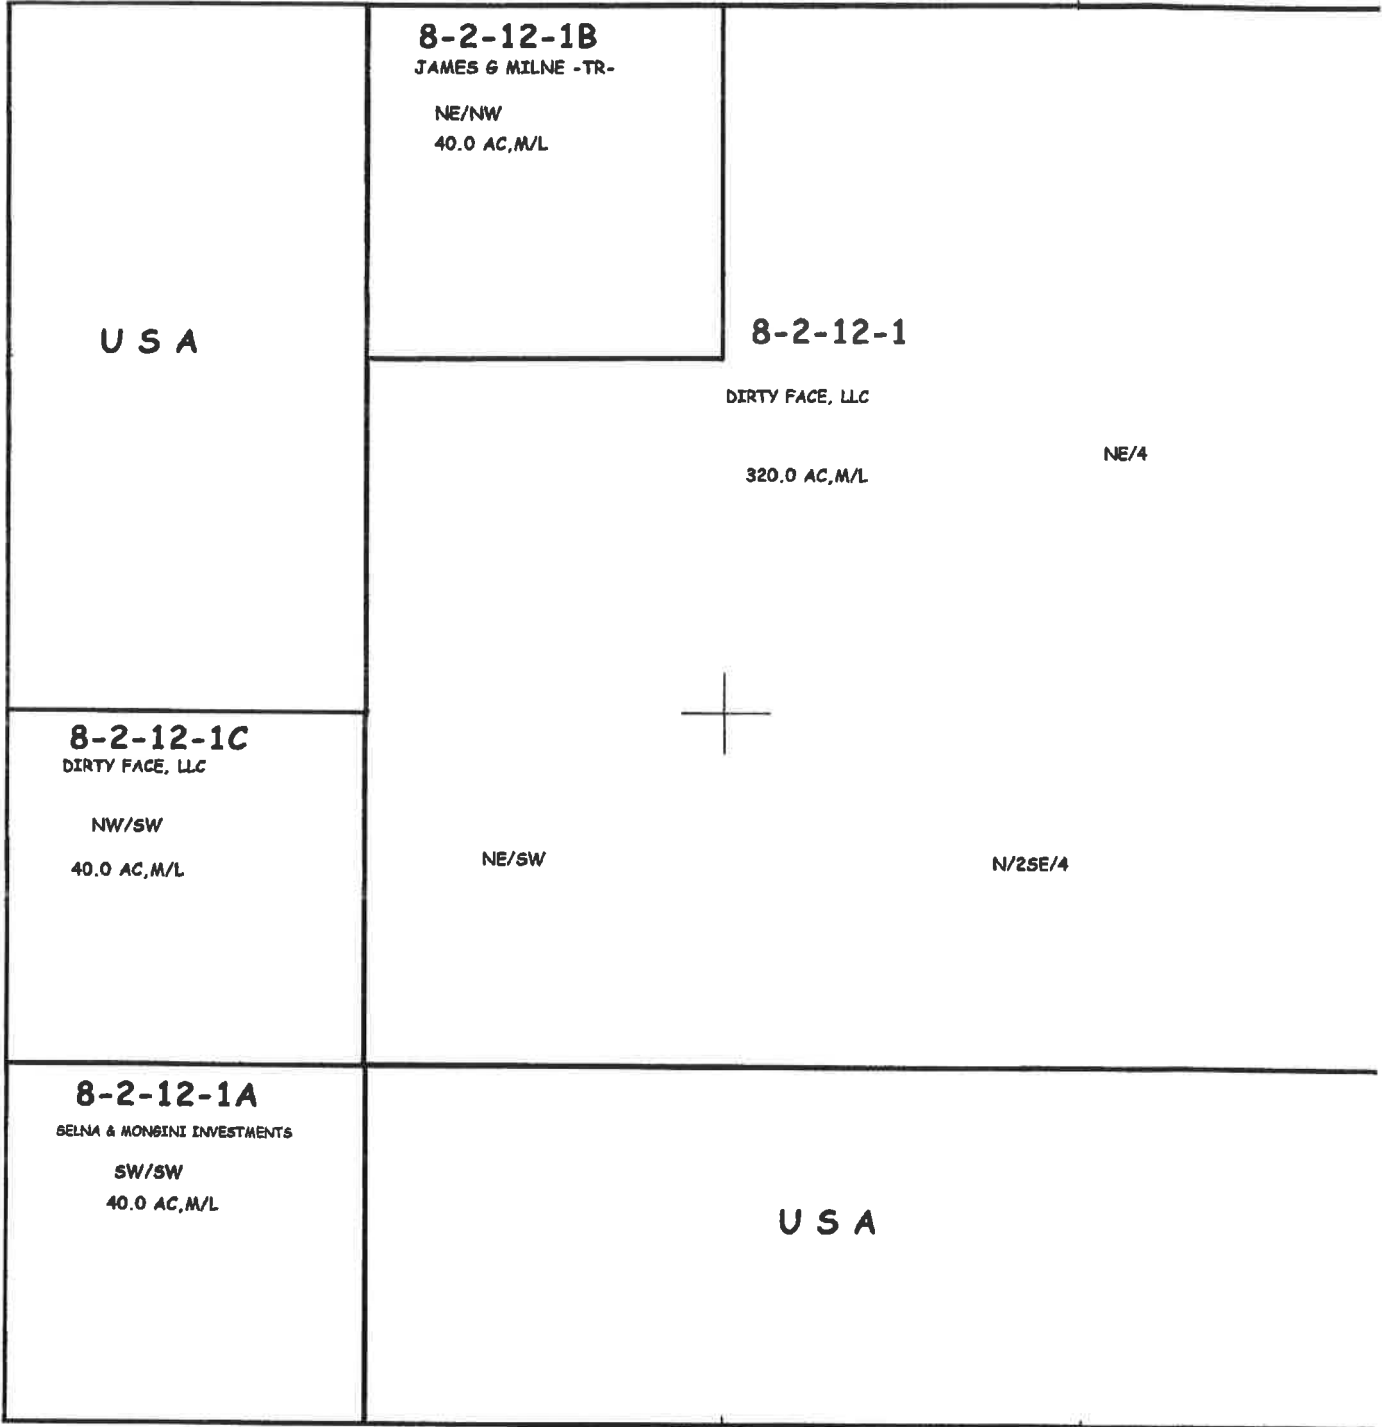 8-2-12-1B
JAMES G MILNE -TR-
NE/NW
40.0 AC,M/L
U S A
8-2-12-1
DIRTY FACE, LLC
320.0 AC,M/L
NE/4
8-2-12-1C
DIRTY FACE, LLC
NW/SW
40.0 AC,M/L
NE/SW
N/2SE/4
8-2-12-1A
SELNA & MONGINI INVESTMENTS
SW/SW
40.0 AC,M/L
U S A